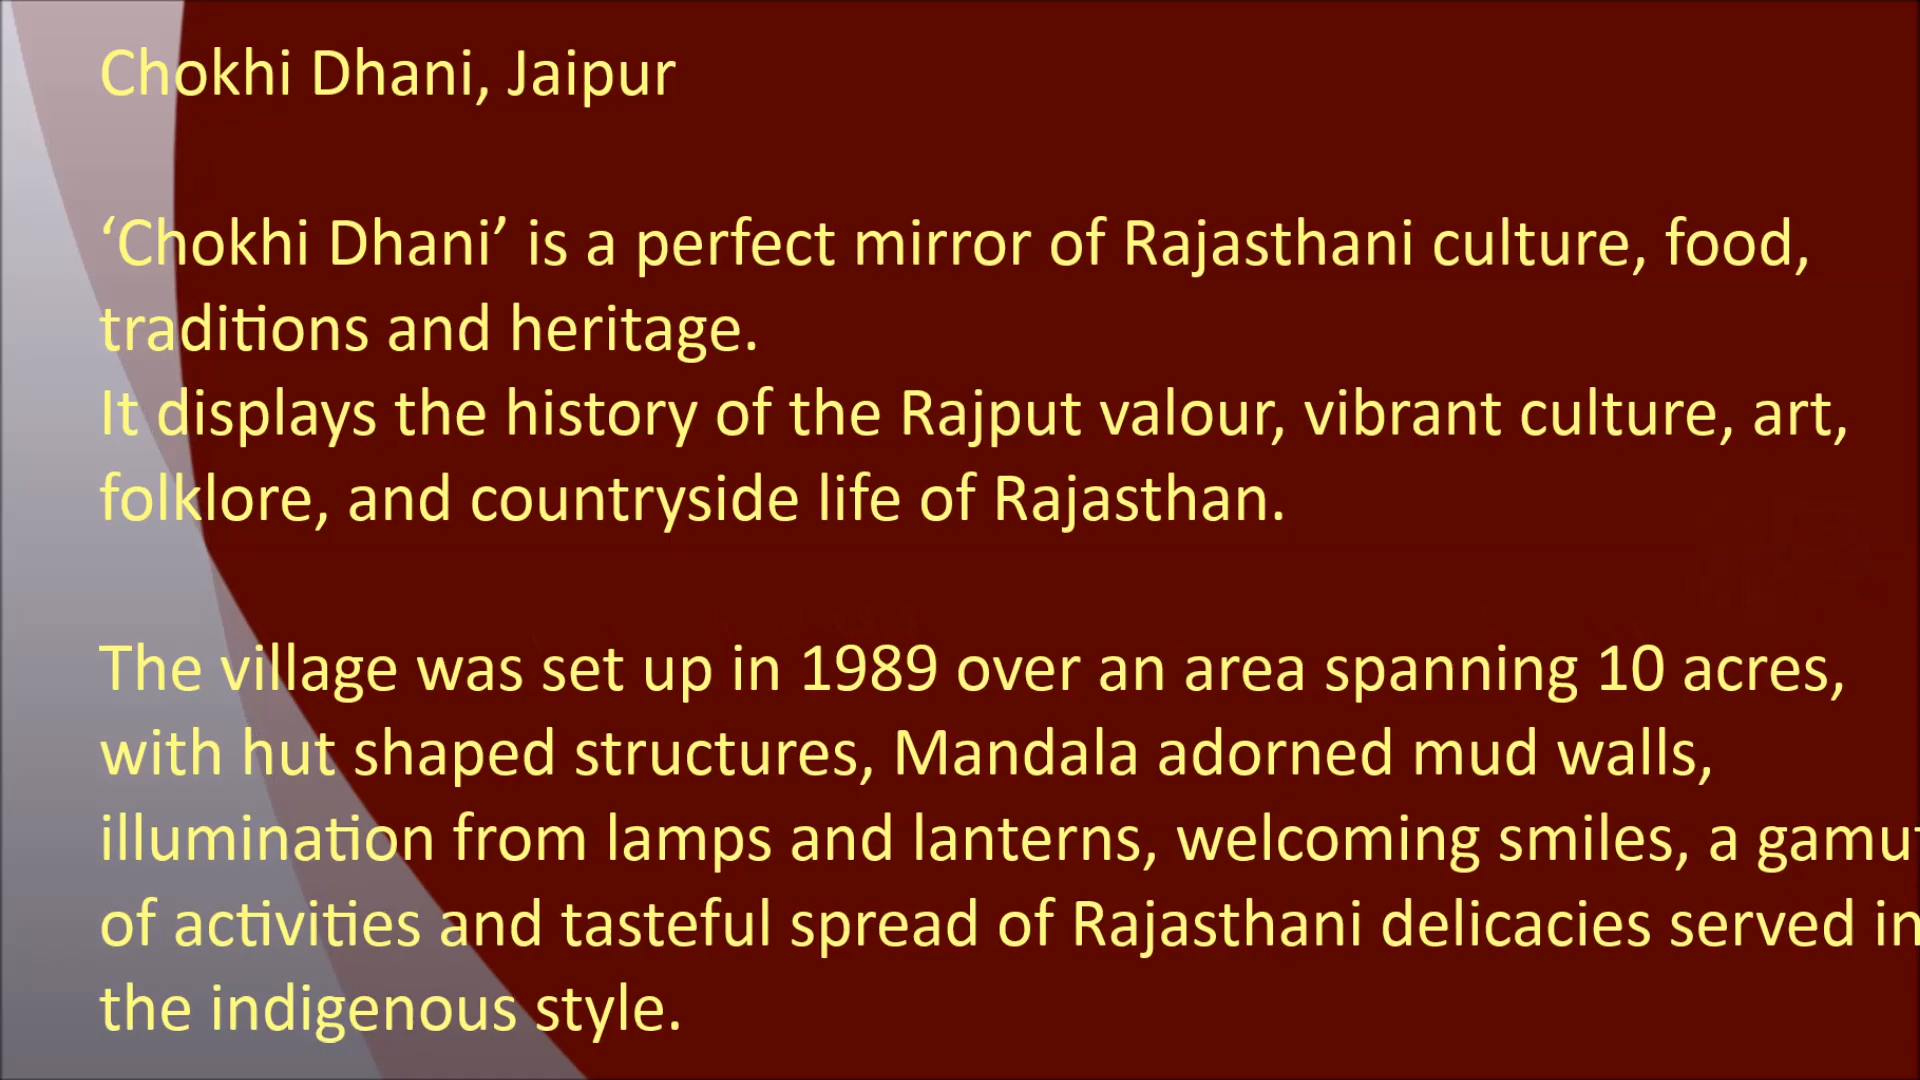 Chokhi Dhani, Jaipur
‘Chokhi Dhani’ is a perfect mirror of Rajasthani culture, food,
traditions and heritage.
It displays the history of the Rajput valour, vibrant culture, art,
folklore, and countryside life of Rajasthan.
The village was set up in 1989 over an area spanning 10 acres,
with hut shaped structures, Mandala adorned mud walls,
illumination from lamps and lanterns, welcoming smiles, a gamut
of activities and tasteful spread of Rajasthani delicacies served in
the indigenous style.